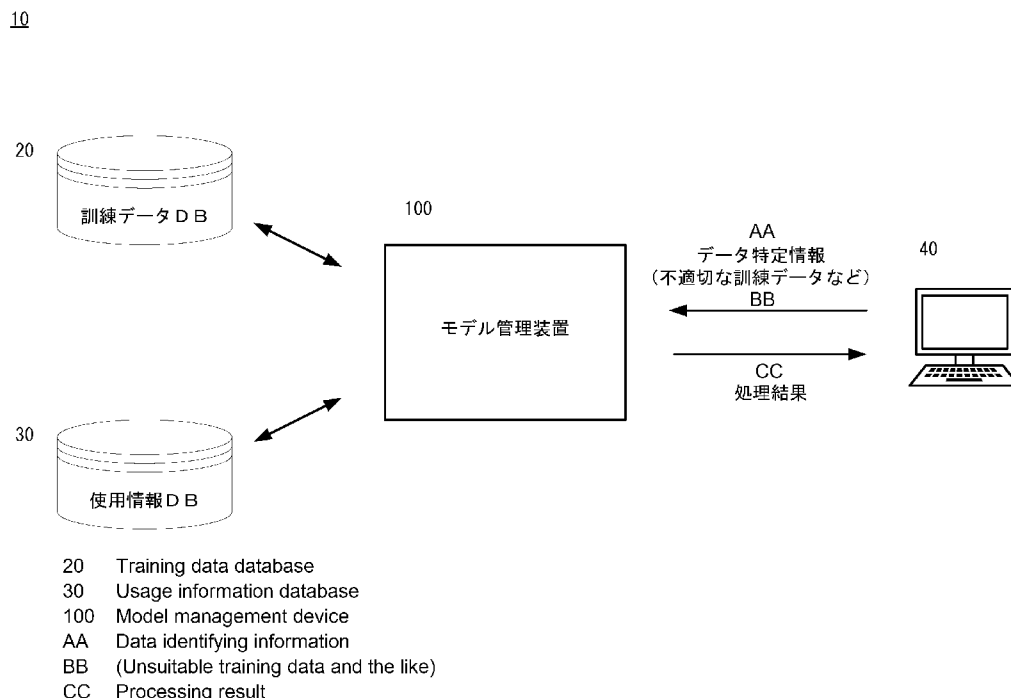 10
20
訓練データＤＢ
100
モデル管理装置
AA
データ特定情報
（不適切な訓練データなど）
BB
40
CC
処理結果
30
使用情報ＤＢ
20 Training data database
30 Usage information database
100 Model management device
AA Data identifying information
BB (Unsuitable training data and the like)
CC Processing result